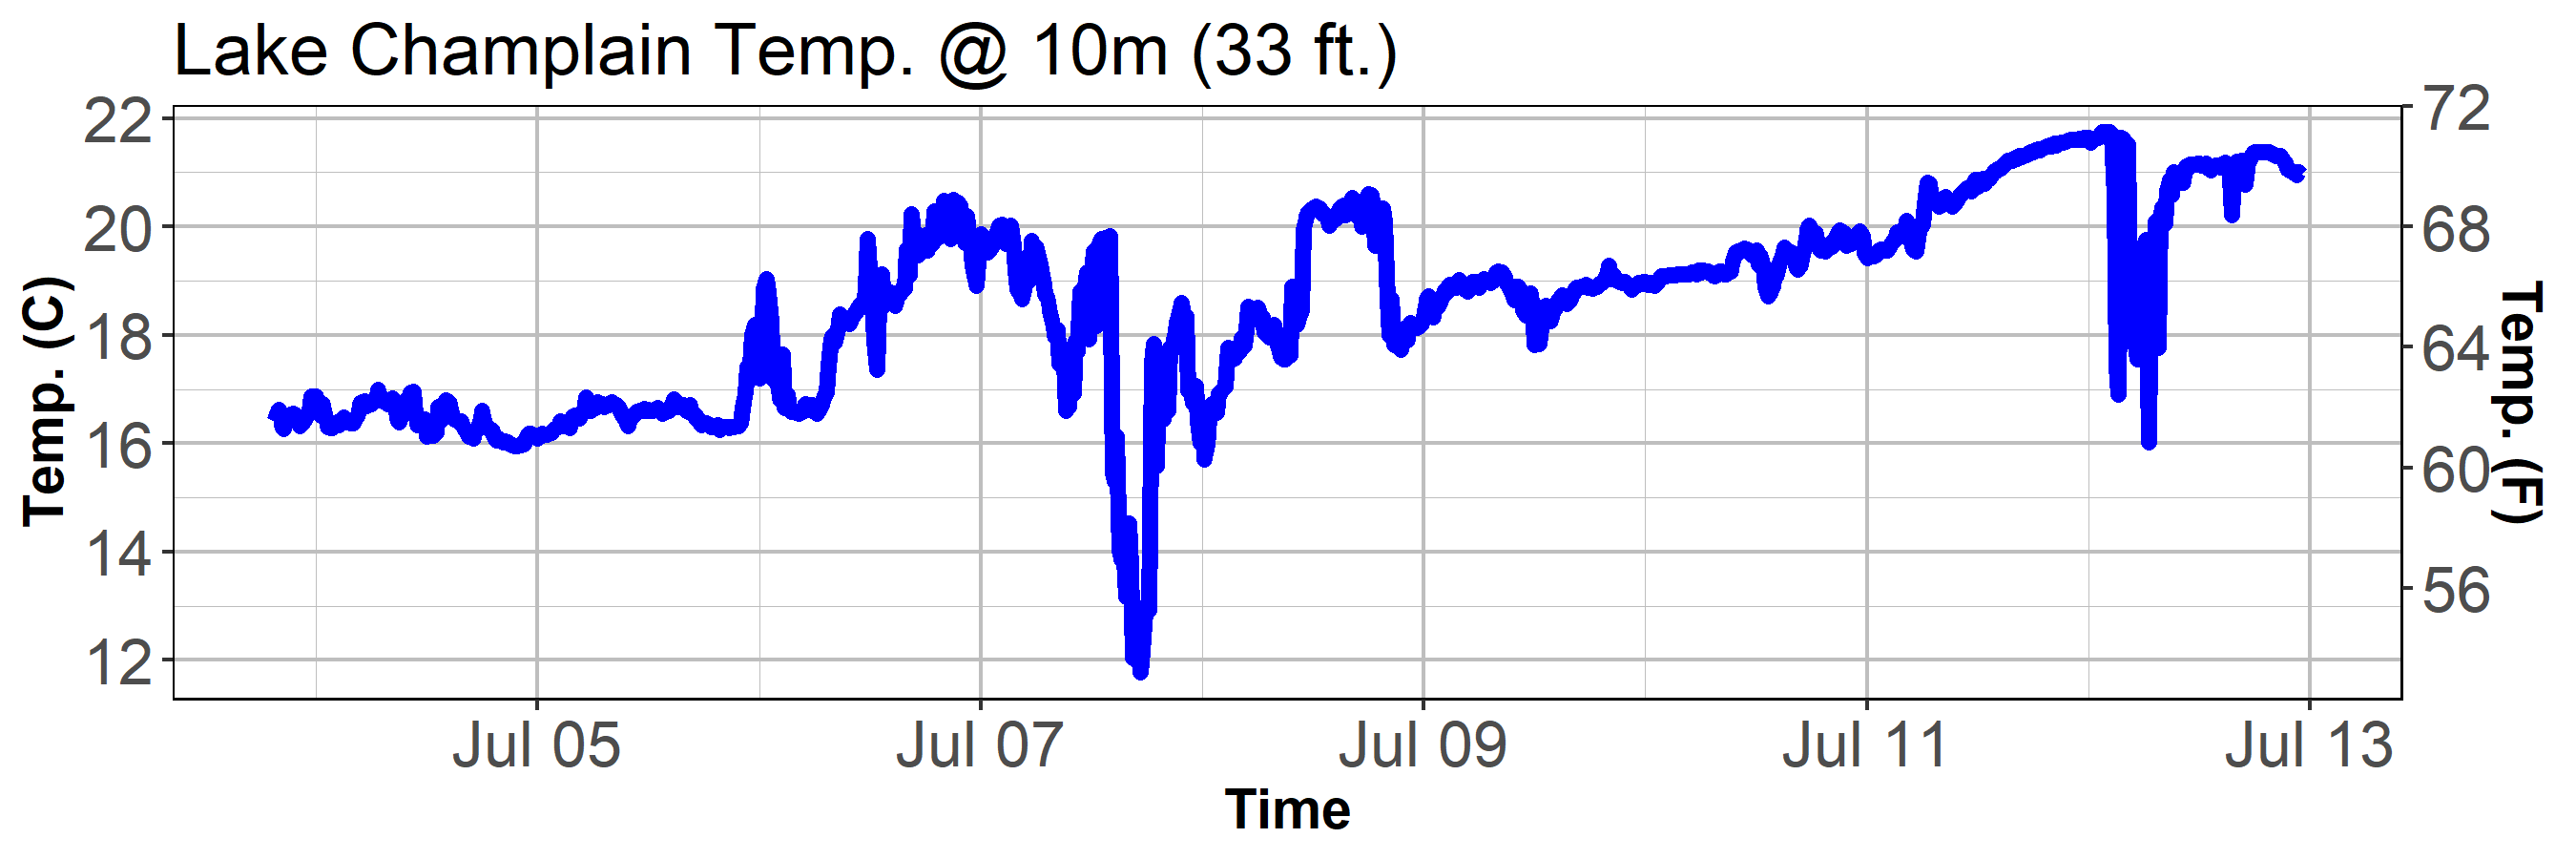 Lake Champlain Temp. @ 10m (33 ft.)
22
20
18
16
14
12
Temp. (C)
72
68
64
60
56
Temp. (F)
Jul 05
Jul 07
Jul 09
Jul 11
Jul 13
Time